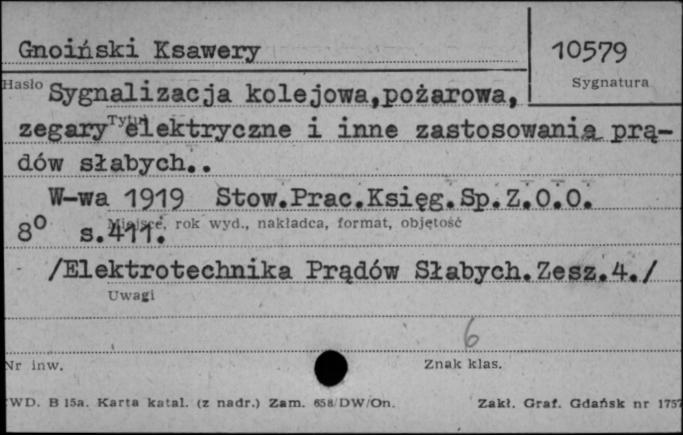 Gnoiński Ksawery 10579
Hasło Sygnatura
Sygnalizacja kolejowa,pożarowa,
Tytuł
zegary elektryczne i inne zastosowania prą-
dów słabych..
W-wa 1919 Stow.Prac.Księg.Sp.Z.O.O.
Miejsce, rok wyd., nakładca, format, objętość
8° s.411.
/Elektrotechnika Prądów Słabych.Zesz.4./
Uwagi
6
Nr inw. Znak klas.
WD. B 15a. Karta katal. (z nadr.) Zam. 658/DW/On. Zakł. Graf. Gdańsk nr 1757